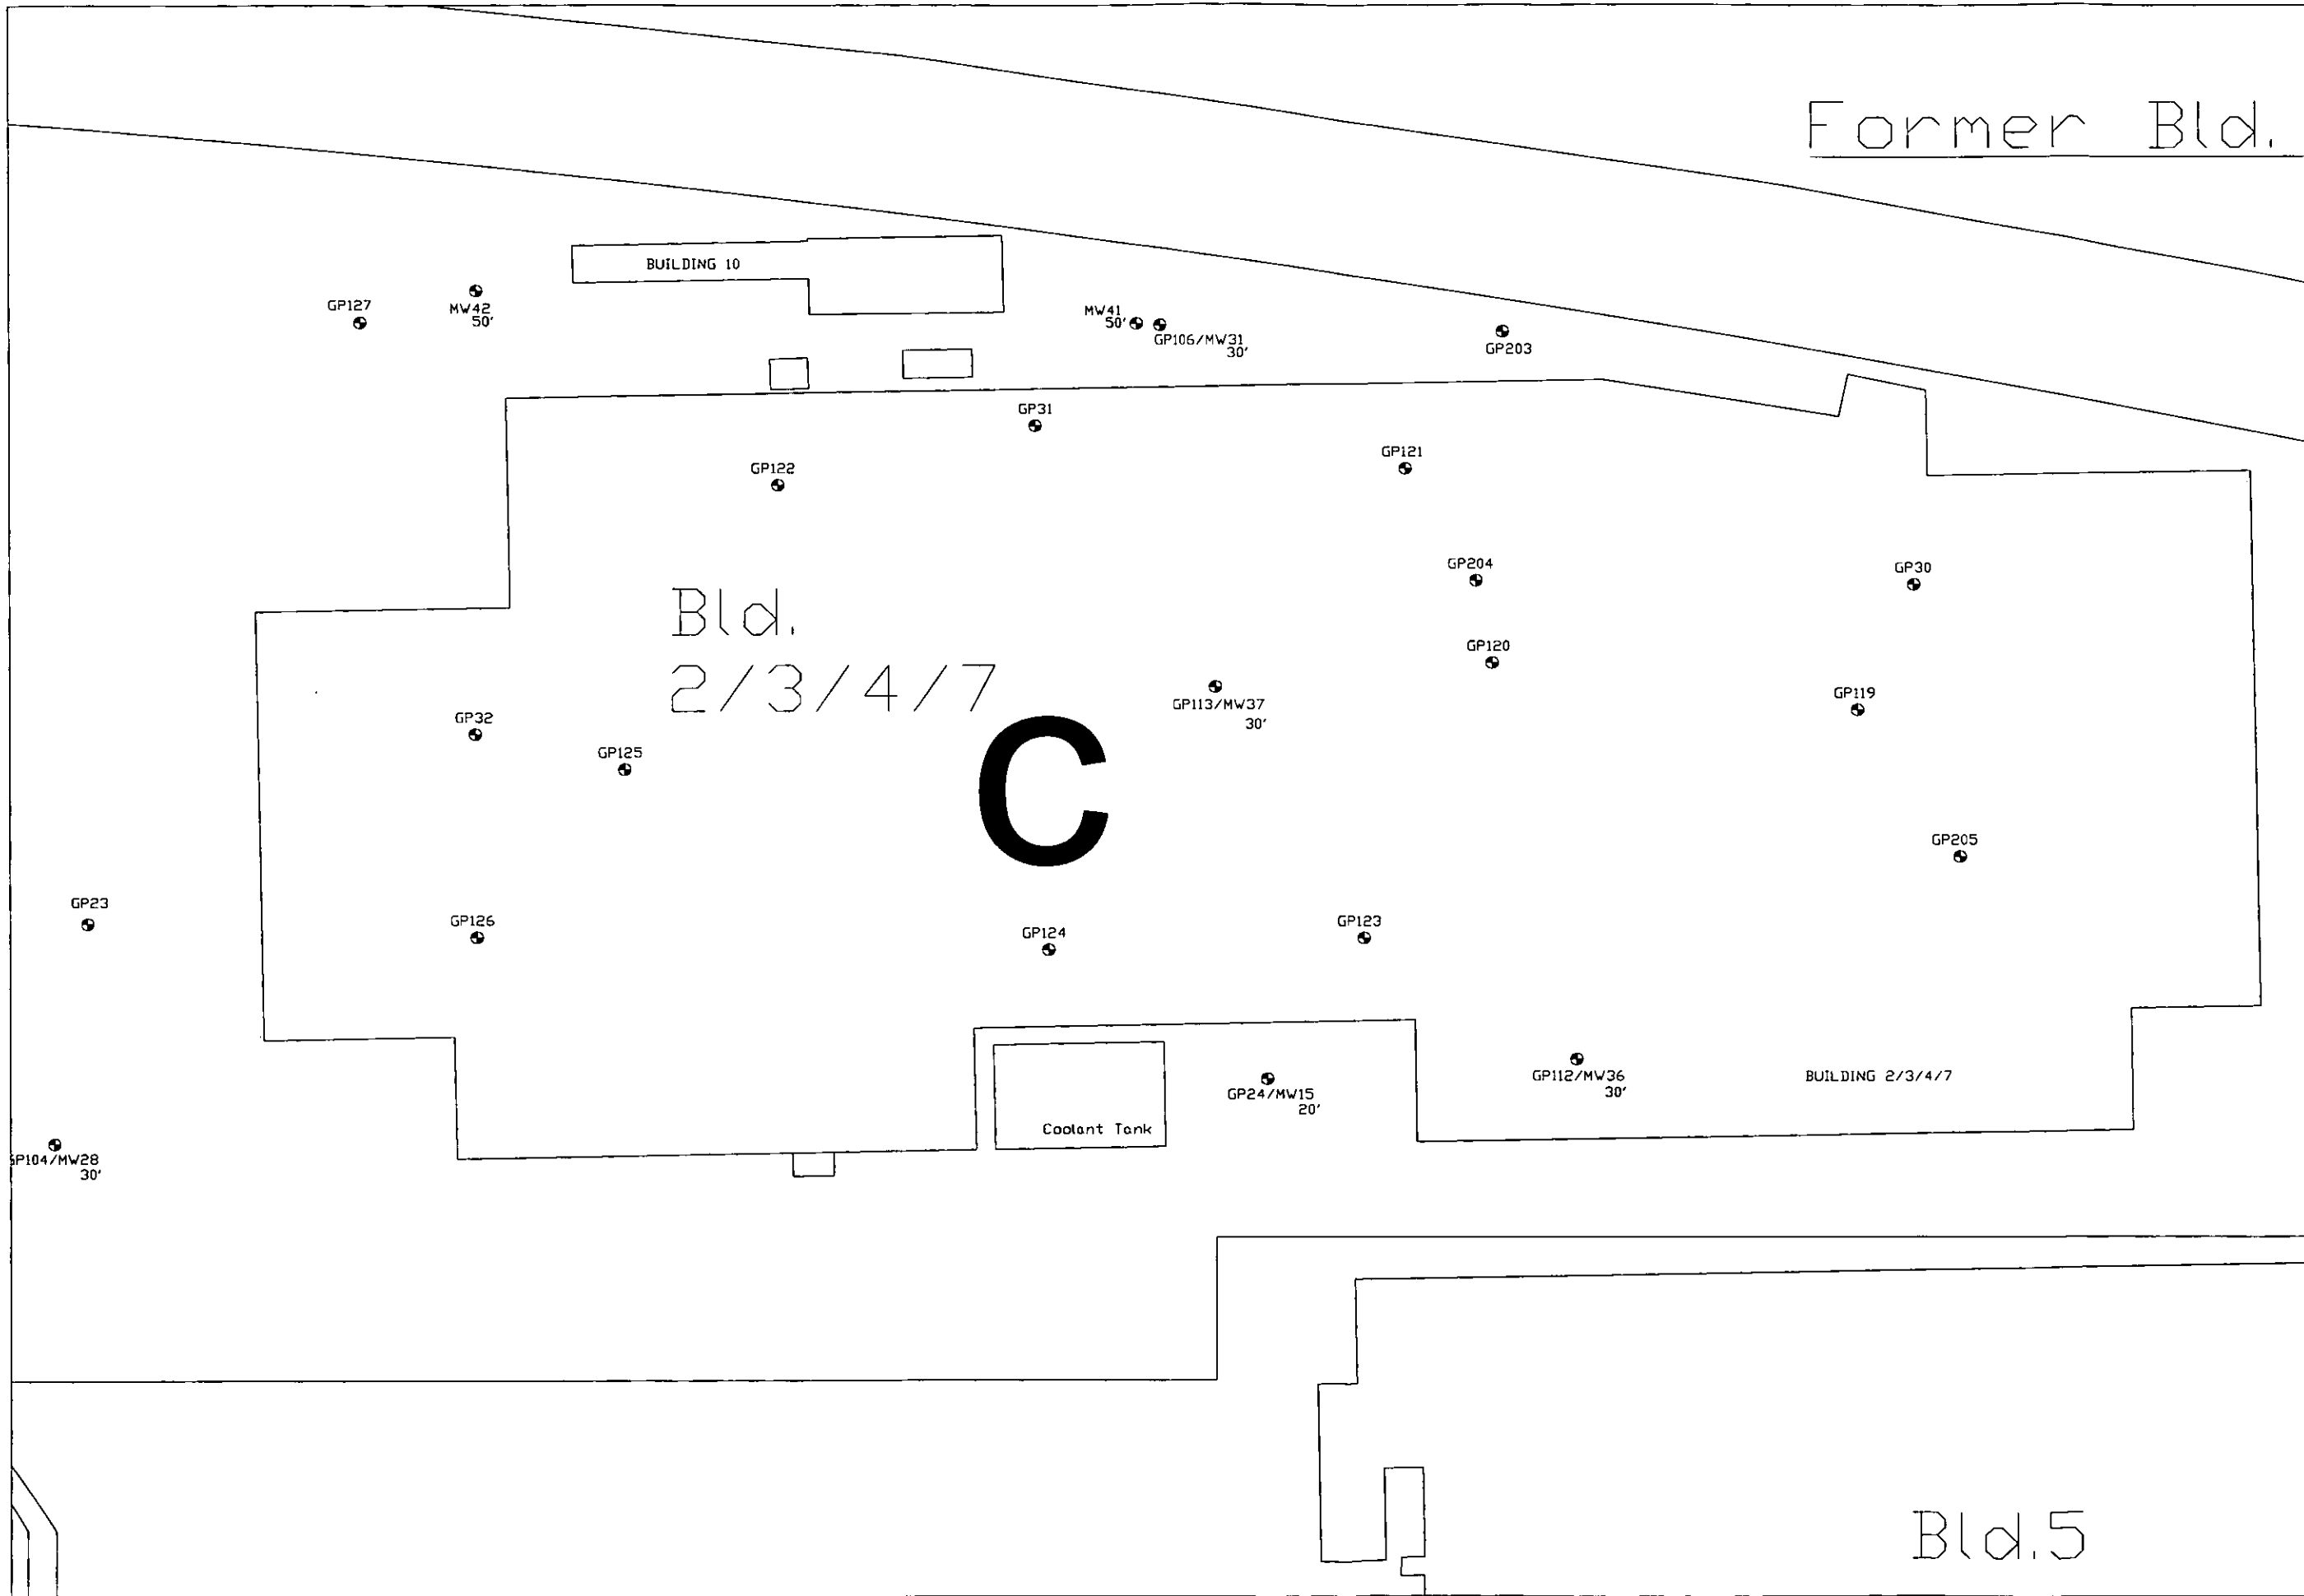 Former Bld.
BUILDING 10
GP127
MW42
50'
MW41
50'
GP106/MW31
30'
GP203
GP31
GP122
GP121
GP204
GP30
Bld.
2/3/4/7
GP120
GP113/MW37
30'
GP119
GP32
GP125
C
GP205
GP23
GP126
GP124
GP123
GP24/MW15
20'
GP112/MW36
30'
BUILDING 2/3/4/7
Coolant Tank
GP104/MW28
30'
Bld.5